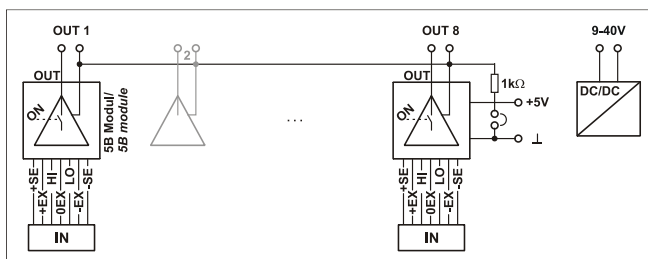 OUT 1
2
OUT 8
9-40V
OUT
OUT
1kΩ
DC/DC
+5V
ON
ON
5B Modul/
5B module
...
⊥
+SE
+EX
HI
0EX
LO
-EX
-SE
+SE
+EX
HI
0EX
LO
-EX
-SE
IN
IN